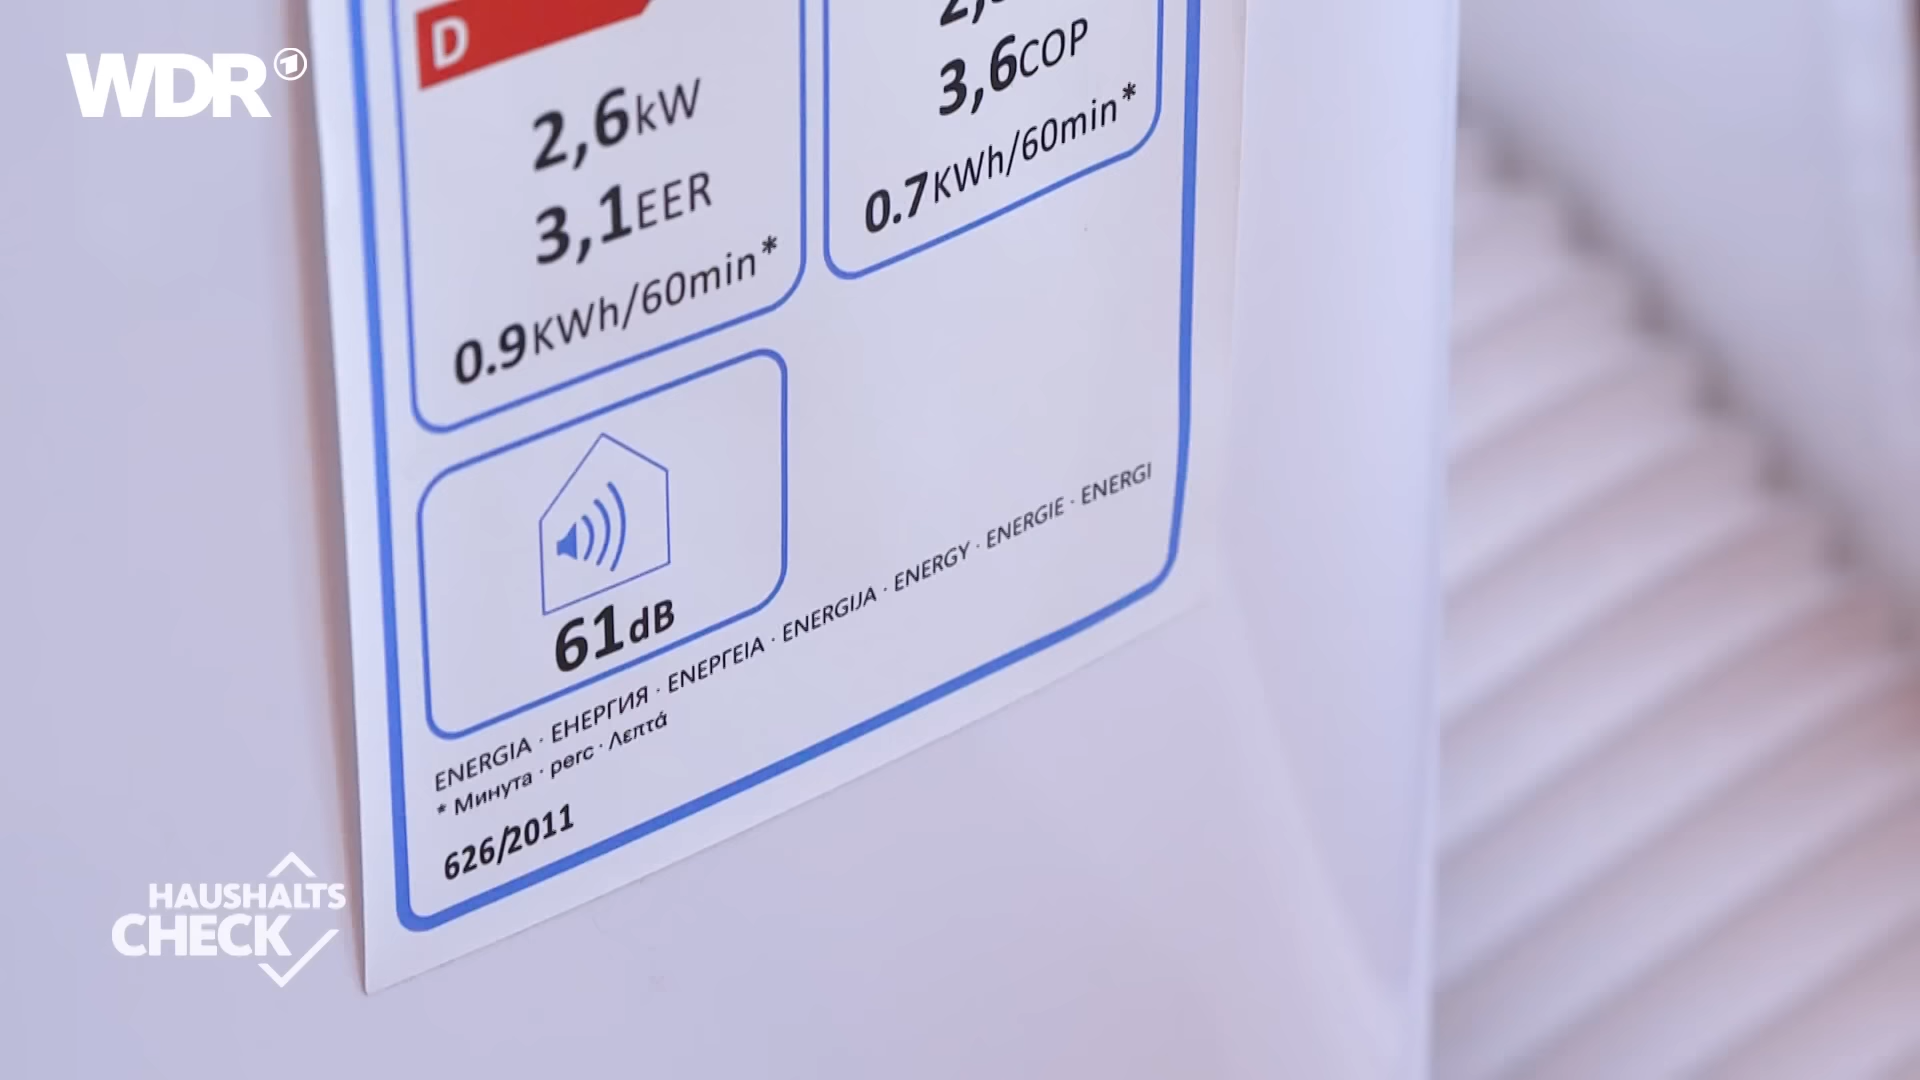 WDR 1
D
2,6kW
3,1EER
0.9KWh/60min*
3,6COP
0.7KWh/60min*
61dB
ENERGIA · ЕНЕРГИЯ · ΕΝΕΡΓΕΙΑ · ENERGIJA · ENERGY · ENERGIE · ENERGI
* Минута · perc · Λεπτά
626/2011
HAUSHALTS
CHECK